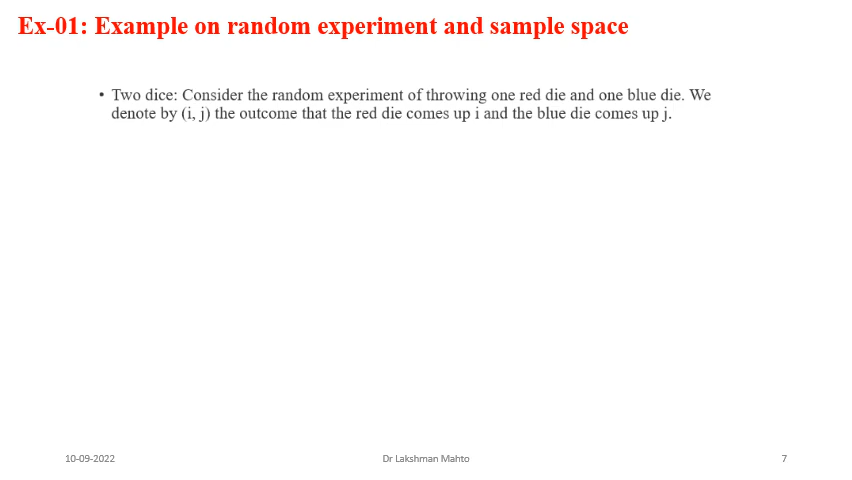 Ex-01: Example on random experiment and sample space
• Two dice: Consider the random experiment of throwing one red die and one blue die. We
denote by (i, j) the outcome that the red die comes up i and the blue die comes up j.
10-09-2022
Dr Lakshman Mahto
7